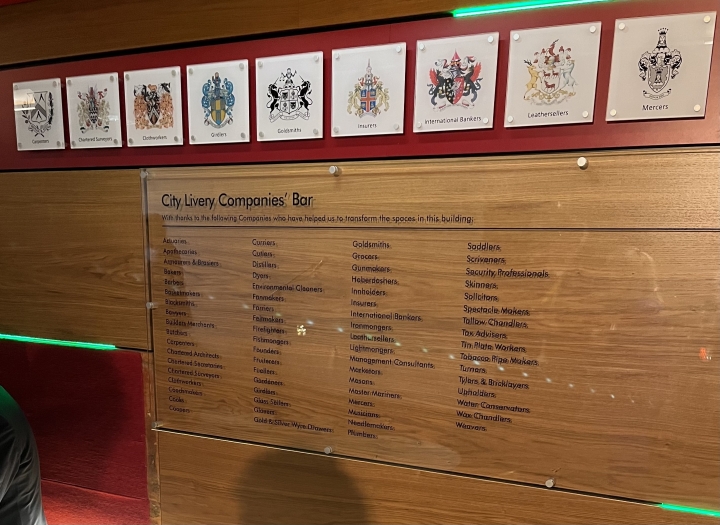 Carpenters
Chartered Surveyors
Clothworkers
Girdlers
Goldsmiths
Insurers
International Bankers
Leathersellers
Mercers
City Livery Companies' Bar
With thanks to the following Companies who have helped us to transform the spaces in this building:
Actuaries
Apothecaries
Armourers & Brasiers
Bakers
Barbers
Basketmakers
Blacksmiths
Bowyers
Builders Merchants
Butchers
Carpenters
Chartered Architects
Chartered Secretaries
Chartered Surveyors
Clothworkers
Coachmakers
Cooks
Coopers
Curriers
Cutlers
Distillers
Dyers
Environmental Cleaners
Fanmakers
Farriers
Feltmakers
Firefighters
Fishmongers
Founders
Fruiterers
Fuellers
Gardeners
Girdlers
Glass Sellers
Glovers
Gold & Silver Wyre Drawers
Goldsmiths
Grocers
Gunmakers
Haberdashers
Innholders
Insurers
International Bankers
Ironmongers
Leathersellers
Lightmongers
Management Consultants
Marketors
Masons
Master Mariners
Mercers
Musicians
Needlemakers
Plumbers
Saddlers
Scriveners
Security Professionals
Skinners
Solicitors
Spectacle Makers
Tallow Chandlers
Tax Advisers
Tin Plate Workers
Tobacco Pipe Makers
Turners
Tylers & Bricklayers
Upholders
Water Conservators
Wax Chandlers
Weavers